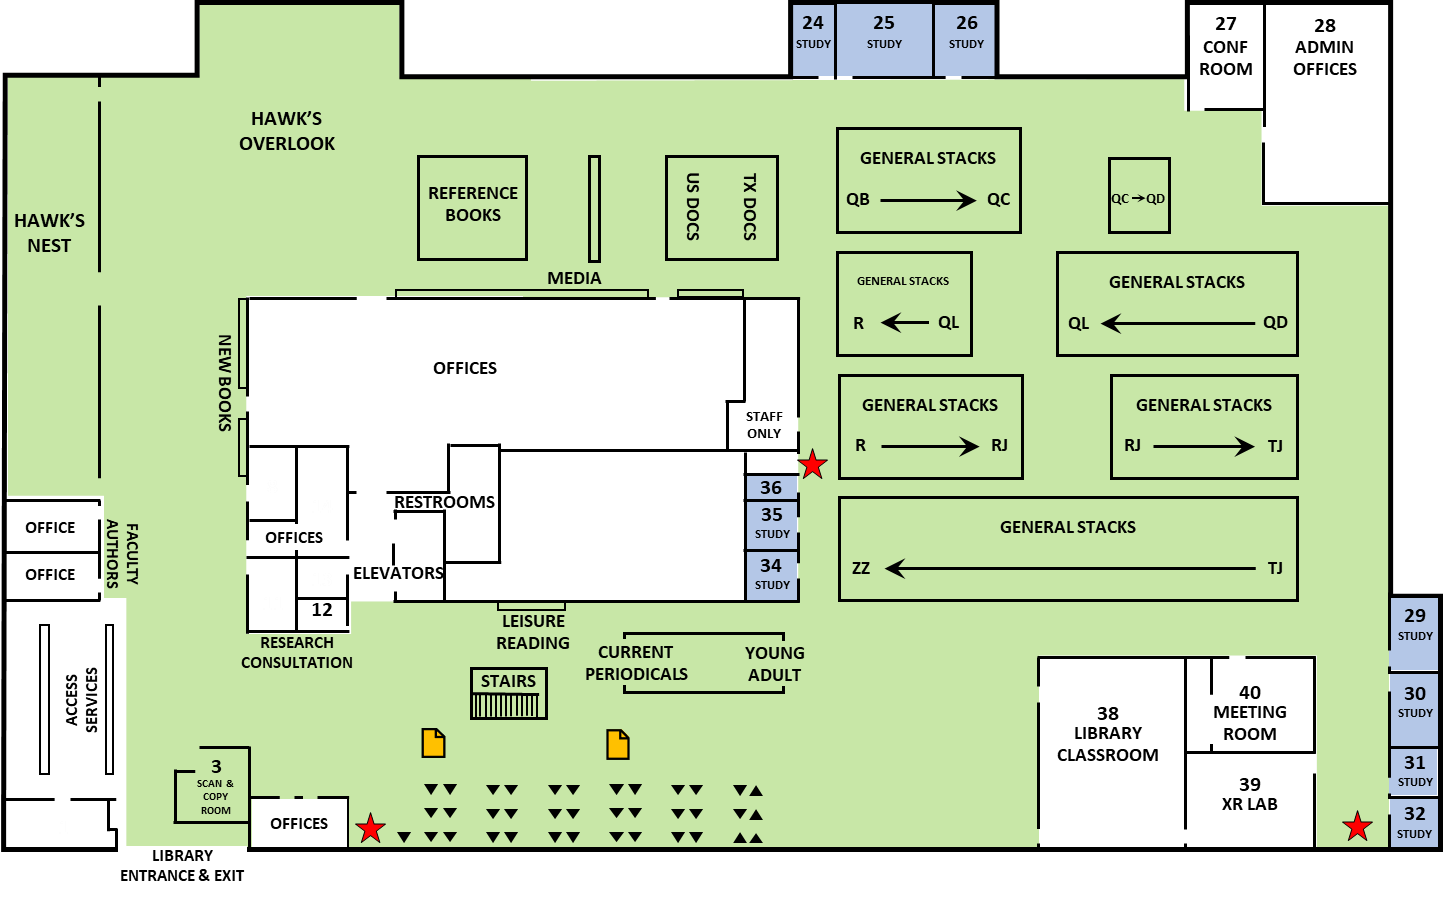 24
STUDY
25
STUDY
26
STUDY
27
CONF
ROOM
28
ADMIN
OFFICES
HAWK'S
OVERLOOK
HAWK'S
NEST
REFERENCE
BOOKS
US DOCS
TX DOCS
MEDIA
GENERAL STACKS
QB QC
QC QD
GENERAL STACKS
R QL
GENERAL STACKS
QL QD
NEW BOOKS
OFFICES
STAFF
ONLY
GENERAL STACKS
R RJ
GENERAL STACKS
RJ TJ
36
35
STUDY
34
STUDY
GENERAL STACKS
ZZ TJ
RESTROOMS
OFFICES
ELEVATORS
12
RESEARCH
CONSULTATION
OFFICE
OFFICE
FACULTY
AUTHORS
ACCESS
SERVICES
LEISURE
READING
CURRENT
PERIODICALS
YOUNG
ADULT
STAIRS
29
STUDY
30
STUDY
31
STUDY
32
STUDY
38
LIBRARY
CLASSROOM
40
MEETING
ROOM
39
XR LAB
3
SCAN &
COPY
ROOM
OFFICES
LIBRARY
ENTRANCE & EXIT